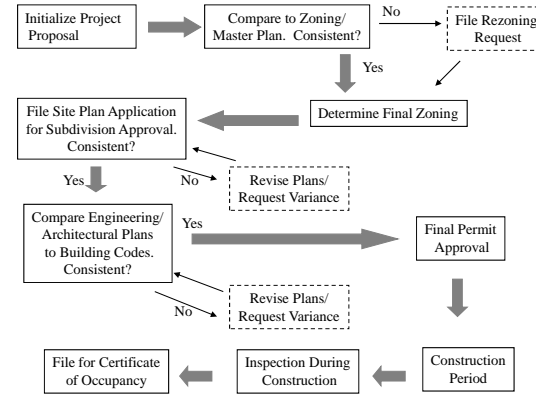 Initialize Project
Proposal
Compare to Zoning/
Master Plan. Consistent?
No
File Rezoning
Request
Yes
Determine Final Zoning
File Site Plan Application
for Subdivision Approval.
Consistent?
Yes
No
Revise Plans/
Request Variance
Compare Engineering/
Architectural Plans
to Building Codes.
Consistent?
Yes
Final Permit
Approval
No
Revise Plans/
Request Variance
File for Certificate
of Occupancy
Inspection During
Construction
Construction
Period